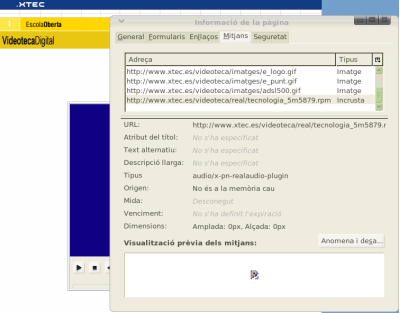 .XTEC
EscolaOberta
VideotecaDigital
Informació de la pàgina
General Formularis Enllaços Mitjans Seguretat
Adreça Tipus
http://www.xtec.es/videoteca/imatges/e_logo.gif Imatge
http://www.xtec.es/videoteca/imatges/e_punt.gif Imatge
http://www.xtec.es/videoteca/imatges/adsl500.gif Imatge
http://www.xtec.es/videoteca/real/tecnologia_5m5879.rpm Incrusta
URL: http://www.xtec.es/videoteca/real/tecnologia_5m5879.r
Atribut del títol: No s'ha especificat
Text alternatiu: No s'ha especificat
Descripció llarga: No s'ha especificat
Tipus audio/x-pn-realaudio-plugin
Origen: No és a la memòria cau
Mida: Desconegut
Venciment: No s'ha definit l'expiració
Dimensions: Amplada: 0px, Alçada: 0px
Visualització prèvia dels mitjans: Anomena i desa...